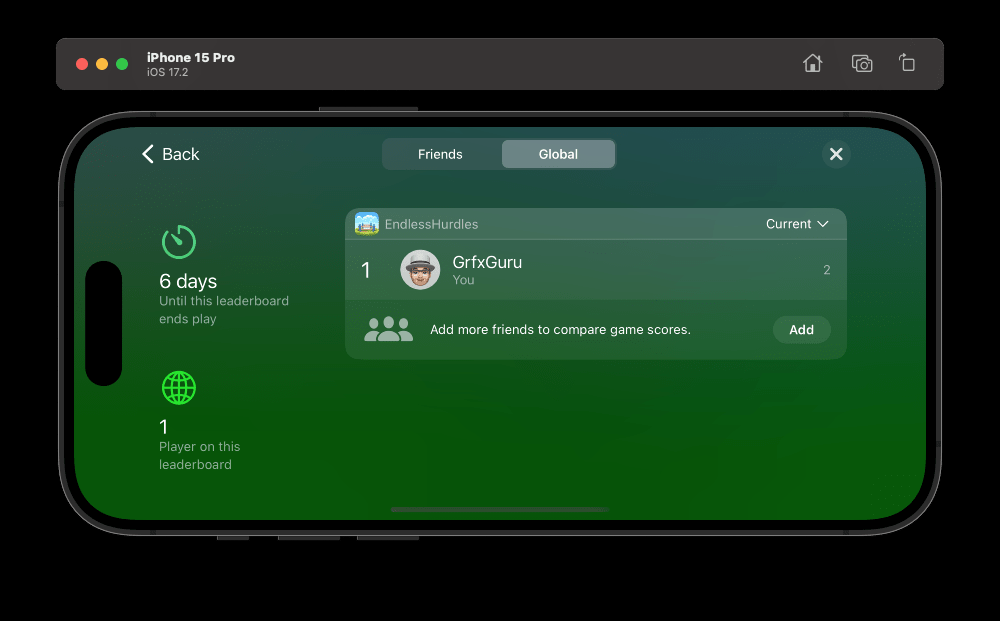 iPhone 15 Pro
iOS 17.2
Back
Friends
Global
6 days
Until this leaderboard
ends play
1
Player on this
leaderboard
EndlessHurdles
Current
1
GrfxGuru
You
2
Add more friends to compare game scores.
Add